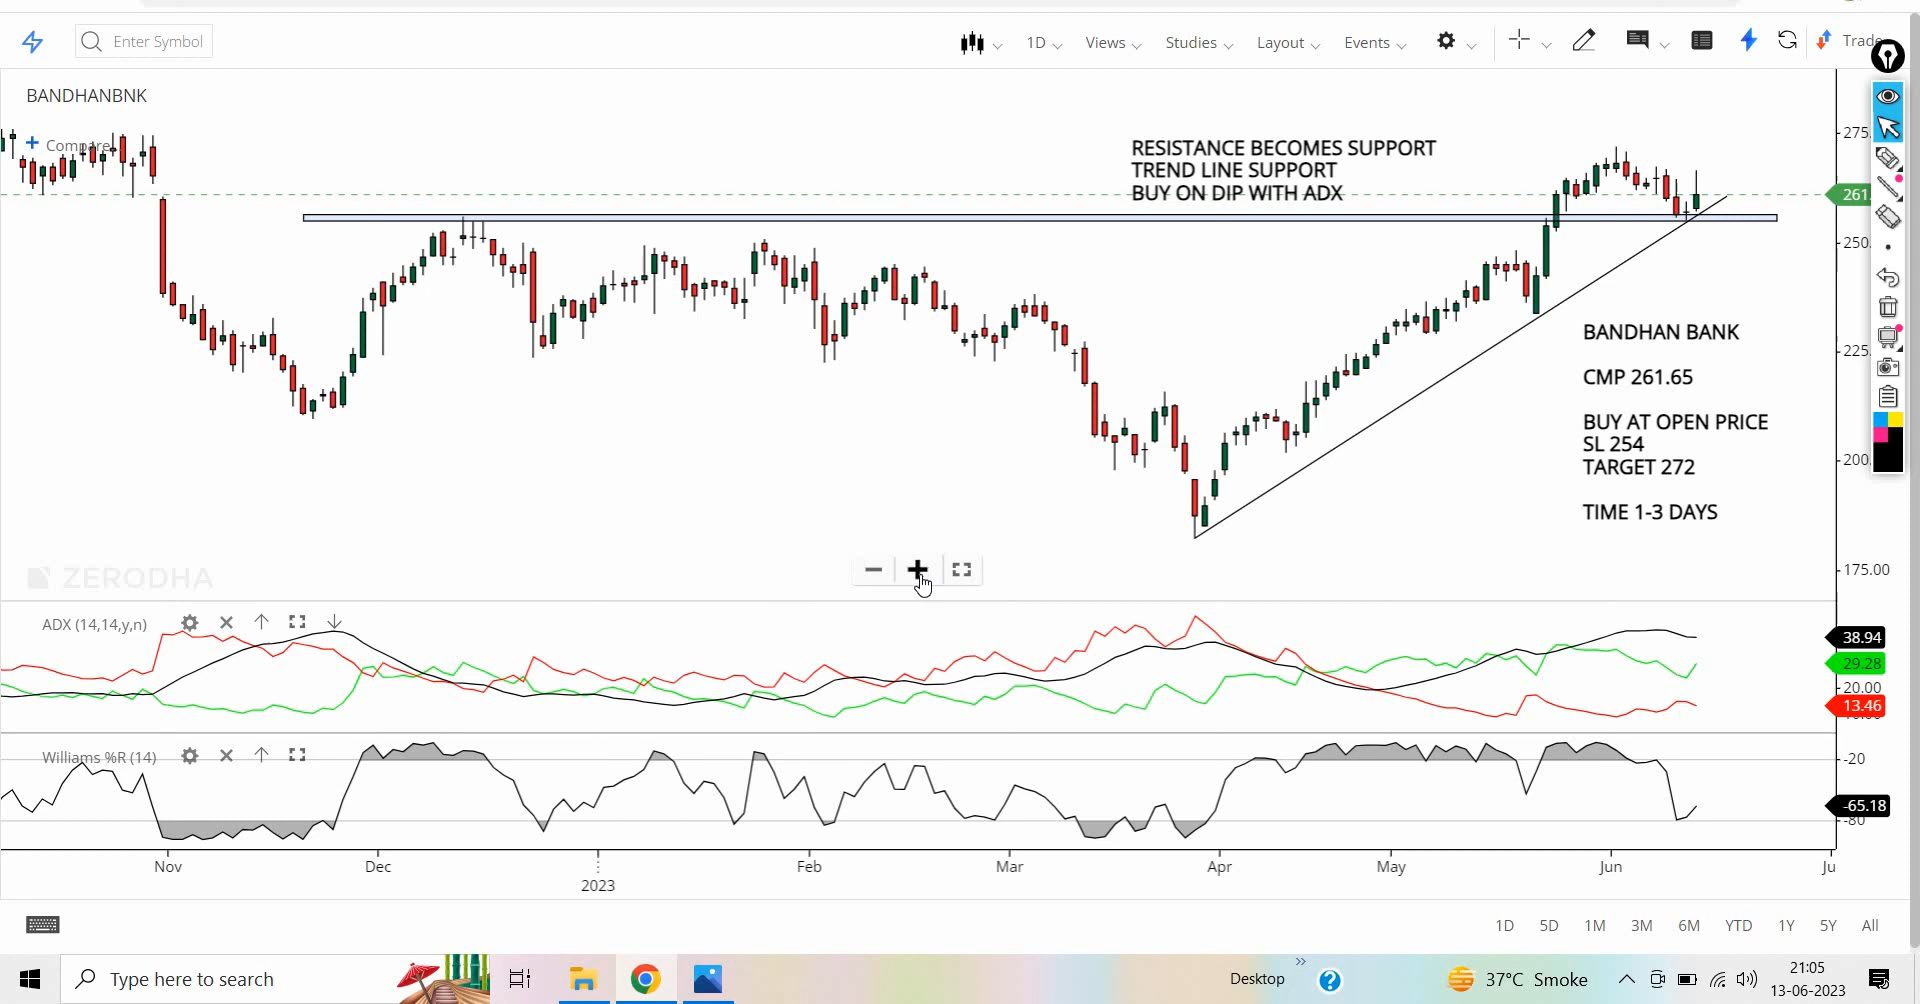 Enter Symbol
1D
Views
Studies
Layout
Events
Trade
BANDHANBNK
+ Compare
RESISTANCE BECOMES SUPPORT
TREND LINE SUPPORT
BUY ON DIP WITH ADX
275.
261.
250.
225.
200.
175.00
BANDHAN BANK
CMP 261.65
BUY AT OPEN PRICE
SL 254
TARGET 272
TIME 1-3 DAYS
ZERODHA
ADX (14,14,y,n)
38.94
29.28
20.00
13.46
Williams %R (14)
-20
-65.18
-80
Nov
Dec
2023
Feb
Mar
Apr
May
Jun
Ju
1D
5D
1M
3M
6M
YTD
1Y
5Y
All
Type here to search
Desktop
37°C Smoke
21:05
13-06-2023